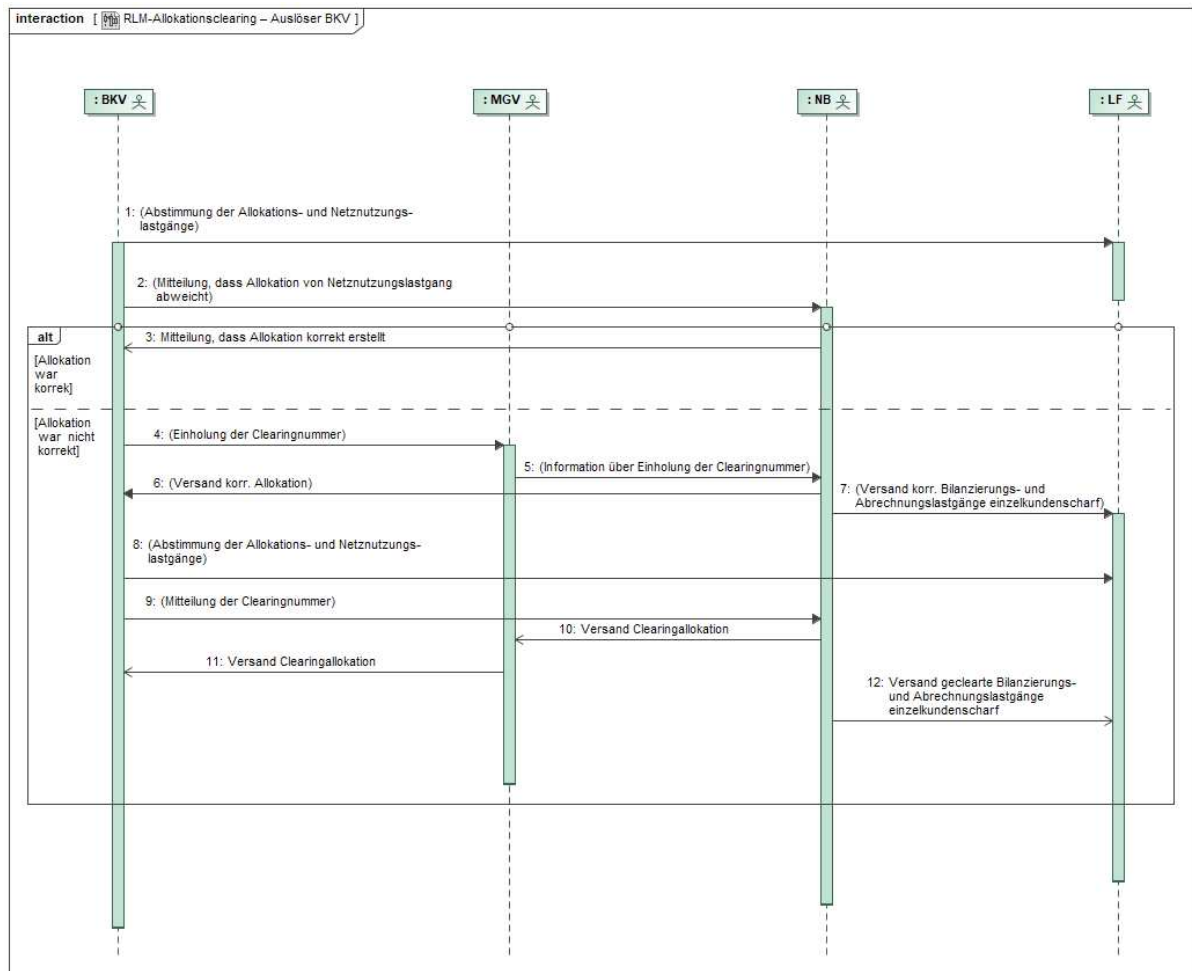 interaction [ RLM-Allokationsclearing – Auslöser BKV ]
: BKV
: MGV
: NB
: LF
1: (Abstimmung der Allokations- und Netznutzungs-
lastgänge)
2: (Mitteilung, dass Allokation von Netznutzungslastgang
abweicht)
alt
3: Mitteilung, dass Allokation korrekt erstellt
[Allokation
war
korrek]
[Allokation
war nicht
korrekt]
4: (Einholung der Clearingnummer)
5: (Information über Einholung der Clearingnummer)
6: (Versand korr. Allokation)
7: (Versand korr. Bilanzierungs- und
Abrechnungslastgänge einzelkundenscharf)
8: (Abstimmung der Allokations- und Netznutzungs-
lastgänge)
9: (Mitteilung der Clearingnummer)
10: Versand Clearingallokation
11: Versand Clearingallokation
12: Versand geclearte Bilanzierungs-
und Abrechnungslastgänge
einzelkundenscharf